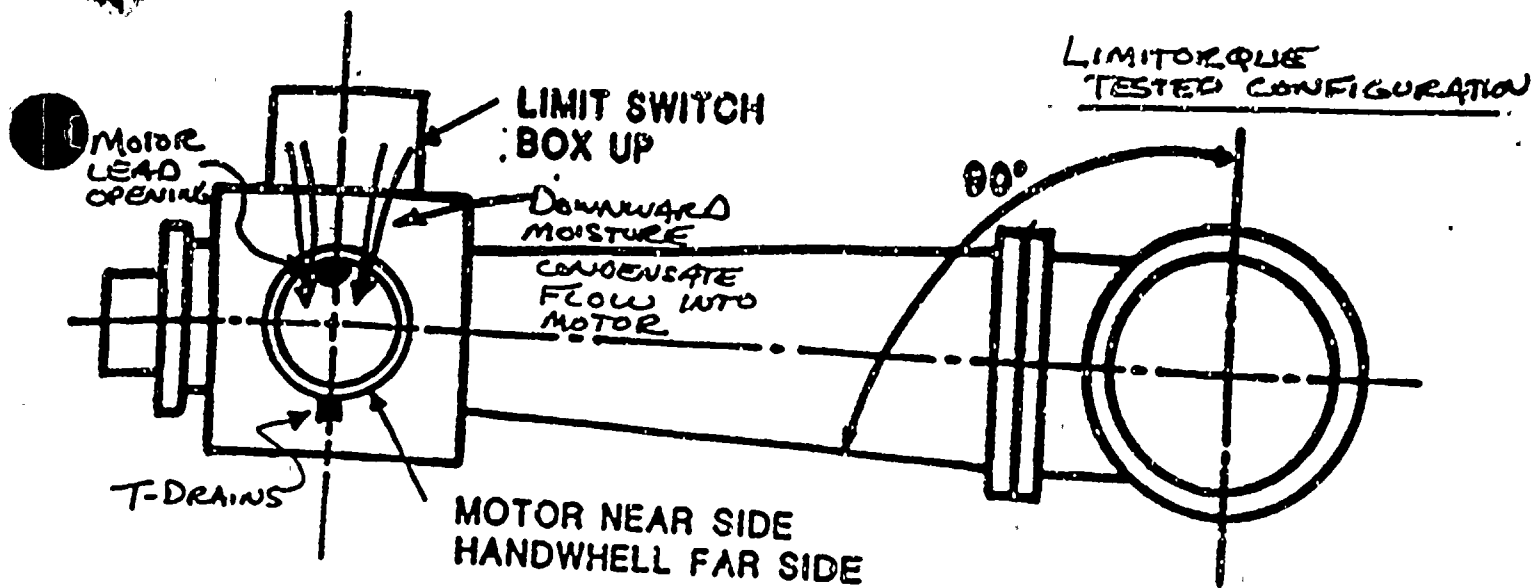 LIMITORQUE
TESTED CONFIGURATION
LIMIT SWITCH
BOX UP
MOTOR
LEAD
OPENING
90°
DOWNWARD
MOISTURE
CONDENSATE
FLOW INTO
MOTOR
T-DRAINS
MOTOR NEAR SIDE
HANDWHELL FAR SIDE